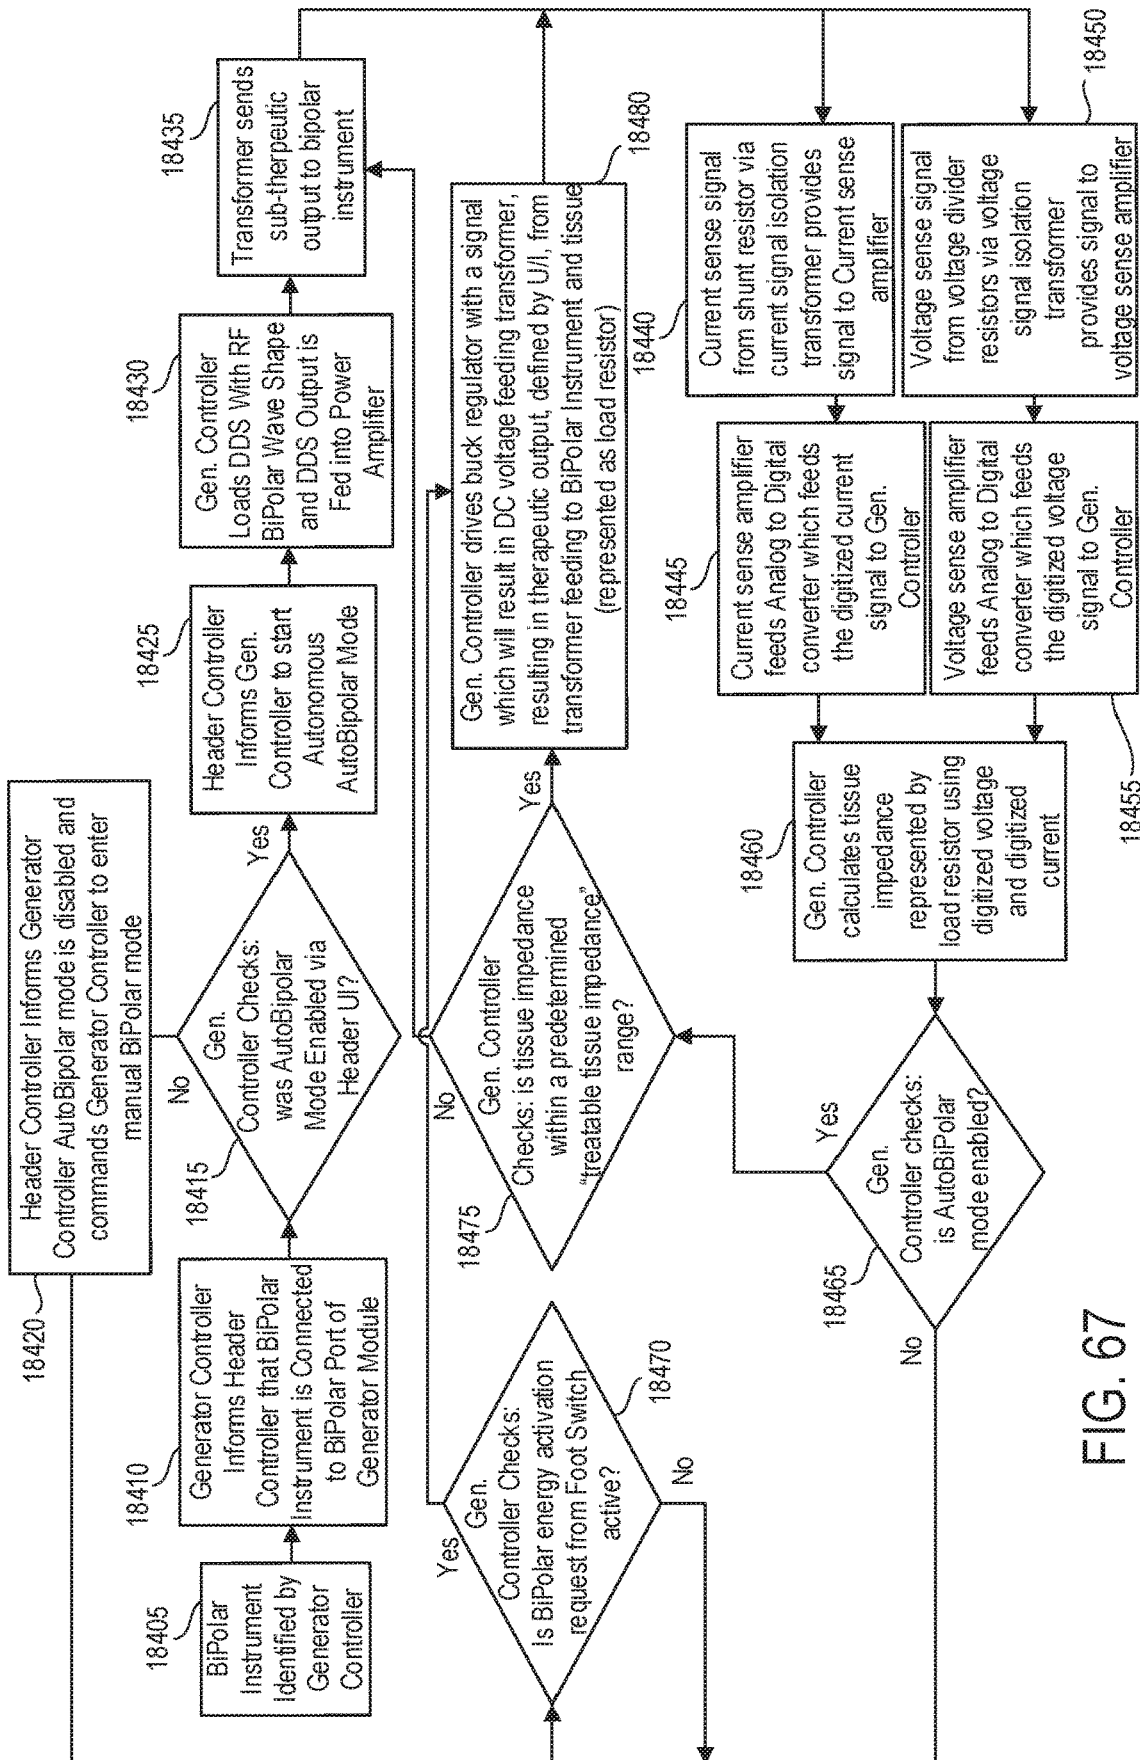 18405
BiPolar
Instrument
Identified by
Generator
Controller
18410
Generator Controller
Informs Header
Controller that BiPolar
Instrument is Connected
to BiPolar Port of
Generator Module
18415
Gen.
Controller Checks:
was AutoBipolar
Mode Enabled via
Header UI?
No
Yes
18420
Header Controller Informs Generator
Controller AutoBipolar mode is disabled and
commands Generator Controller to enter
manual BiPolar mode
18425
Header Controller
Informs Gen.
Controller to start
Autonomous
AutoBipolar Mode
18430
Gen. Controller
Loads DDS With RF
BiPolar Wave Shape
and DDS Output is
Fed into Power
Amplifier
18435
Transformer sends
sub-therpeutic
output to bipolar
instrument
18470
Gen.
Controller Checks:
Is BiPolar energy activation
request from Foot Switch
active?
Yes
No
18475
Gen. Controller
Checks: is tissue impedance
within a predetermined
“treatable tissue impedance”
range?
No
Yes
18480
Gen. Controller drives buck regulator with a signal
which will result in DC voltage feeding transformer,
resulting in therapeutic output, defined by U/I, from
transformer feeding to BiPolar Instrument and tissue
(represented as load resistor)
18440
Current sense signal
from shunt resistor via
current signal isolation
transformer provides
signal to Current sense
amplifier
18445
Current sense amplifier
feeds Analog to Digital
converter which feeds
the digitized current
signal to Gen.
Controller
18450
Voltage sense signal
from voltage divider
resistors via voltage
signal isolation
transformer
provides signal to
voltage sense amplifier
18455
Voltage sense amplifier
feeds Analog to Digital
converter which feeds
the digitized voltage
signal to Gen.
Controller
18460
Gen. Controller
calculates tissue
impedance
represented by
load resistor using
digitized voltage
and digitized
current
18465
Gen.
Controller checks:
is AutoBiPolar
mode enabled?
Yes
No
FIG. 67